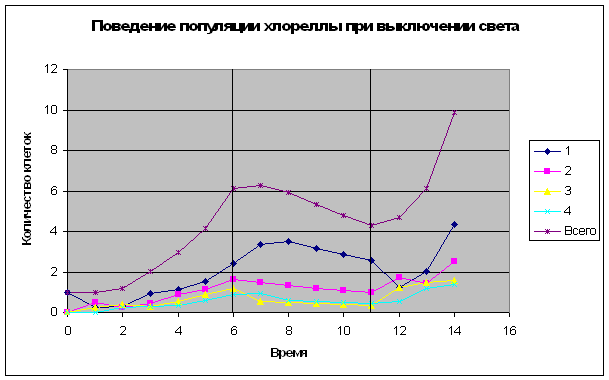 Поведение популяции хлореллы при выключении света
12
10
8
6
4
2
0
Количество клеток
0 2 4 6 8 10 12 14 16
Время
1
2
3
4
Всего